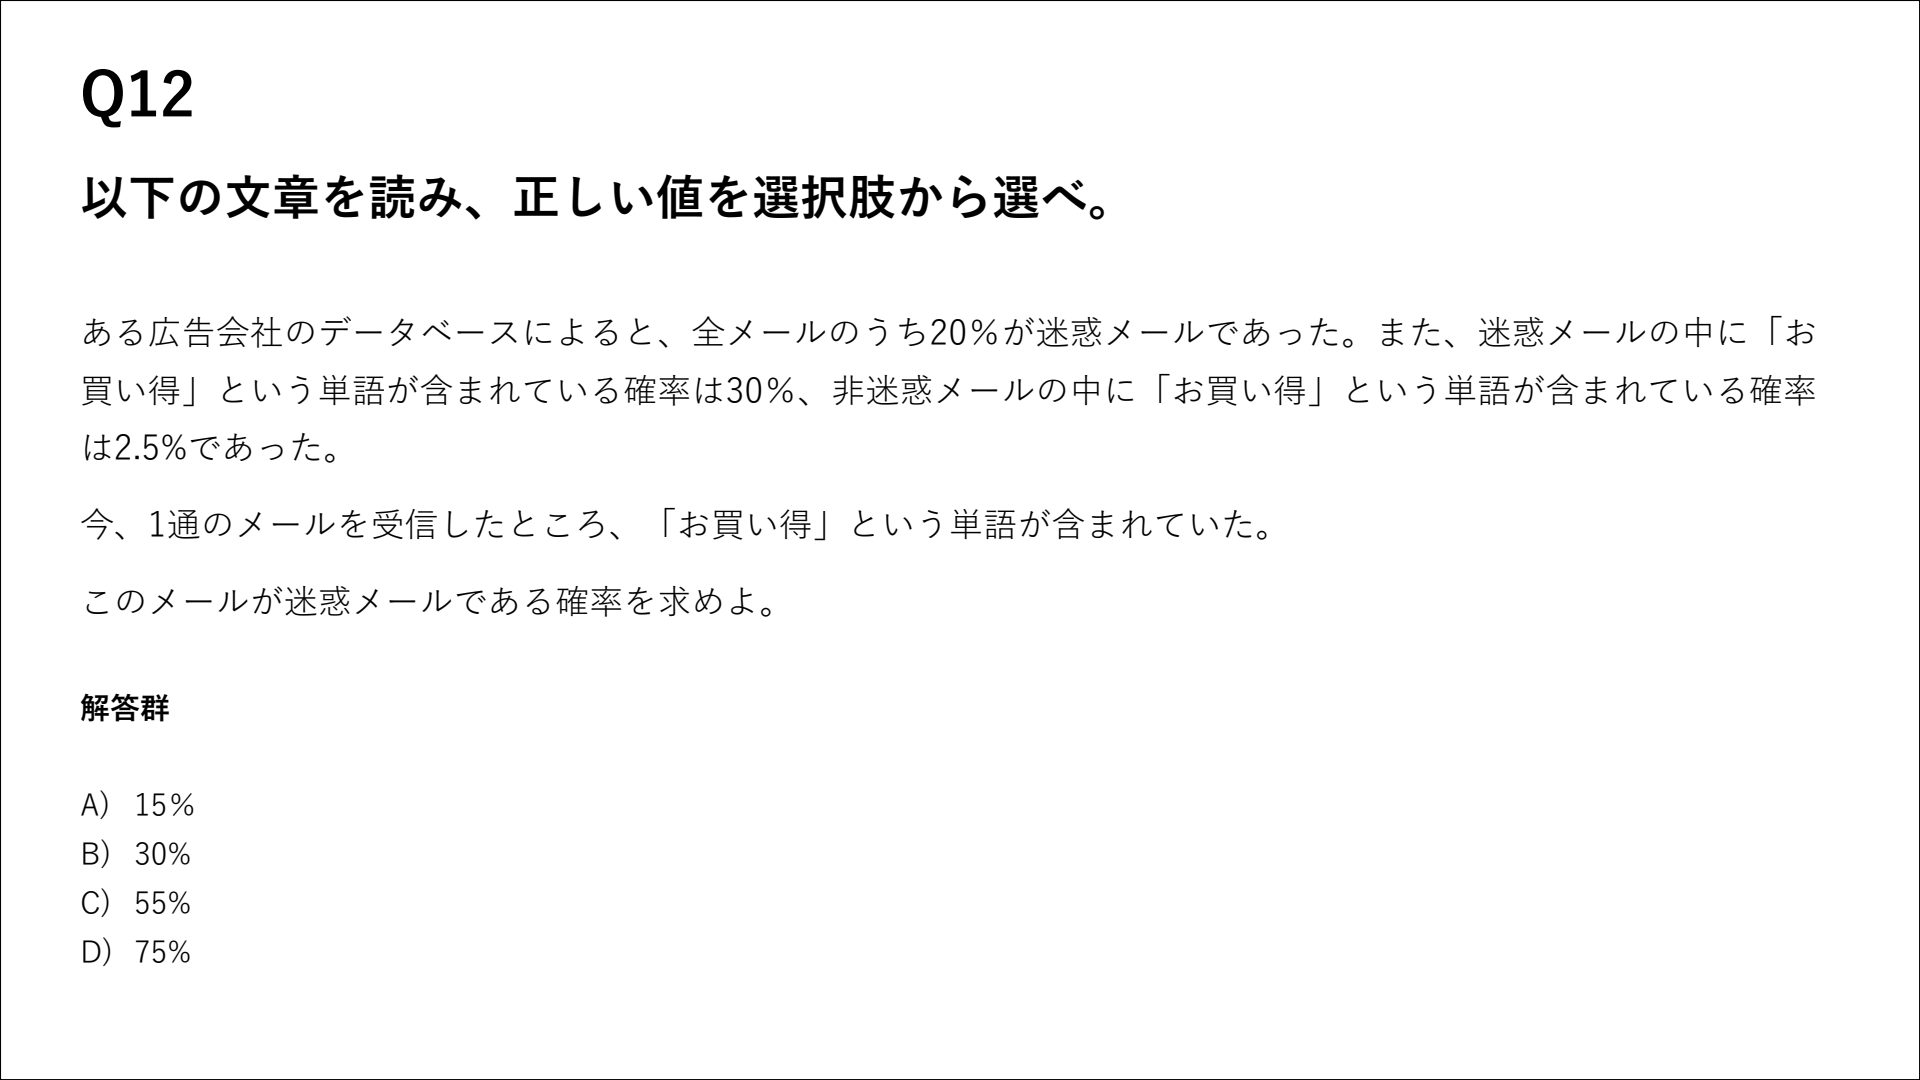 Q12
以下の文章を読み、正しい値を選択肢から選べ。
ある広告会社のデータベースによると、全メールのうち20％が迷惑メールであった。また、迷惑メールの中に「お
買い得」という単語が含まれている確率は30％、非迷惑メールの中に「お買い得」という単語が含まれている確率
は2.5%であった。
今、1通のメールを受信したところ、「お買い得」という単語が含まれていた。
このメールが迷惑メールである確率を求めよ。
解答群
A） 15％
B） 30%
C） 55%
D） 75%